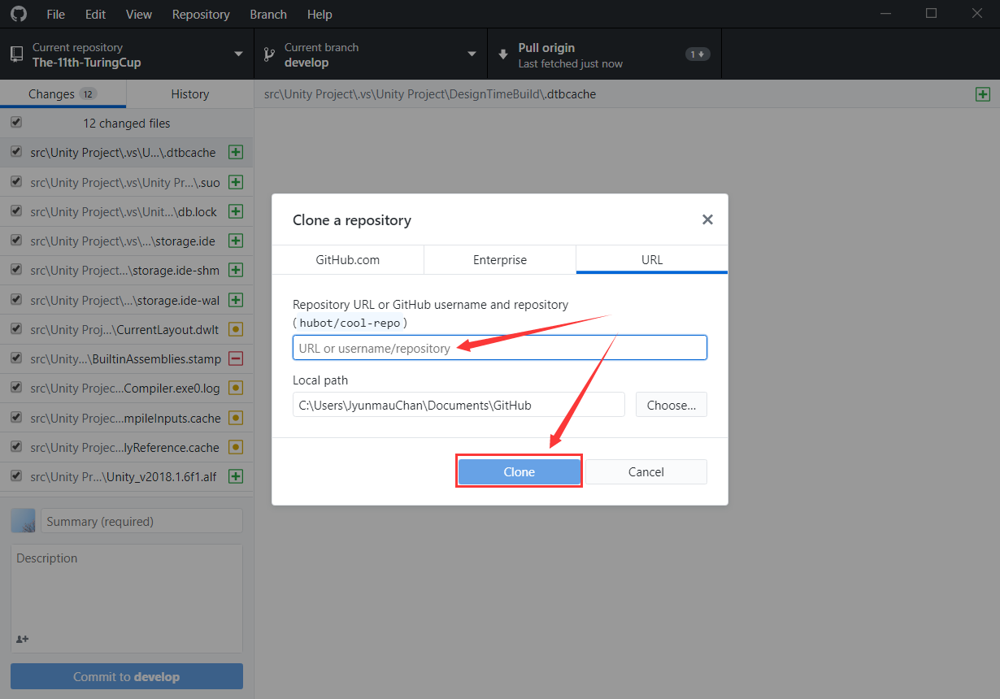 File Edit View Repository Branch Help
Current repository
The-11th-TuringCup
Current branch
develop
Pull origin
Last fetched just now
1
Changes 12
History
src\Unity Project\.vs\Unity Project\DesignTimeBuild\.dtbcache
12 changed files
src\Unity Project\.vs\U...\.dtbcache
src\Unity Project\.vs\Unity Pr...\.suo
src\Unity Project\.vs\Unit...\db.lock
src\Unity Project\.vs\...\storage.ide
src\Unity Project...\storage.ide-shm
src\Unity Project\...\storage.ide-wal
src\Unity Proj...\CurrentLayout.dwlt
src\Unity...\BuiltinAssemblies.stamp
src\Unity Projec...Compiler.exe0.log
src\Unity Projec...mpileInputs.cache
src\Unity Projec...lyReference.cache
src\Unity Pr...\Unity_v2018.1.6f1.alf
Summary (required)
Description
Commit to develop
Clone a repository
GitHub.com
Enterprise
URL
Repository URL or GitHub username and repository
(hubot/cool-repo)
URL or username/repository
Local path
C:\Users\JyunmauChan\Documents\GitHub
Choose...
Clone
Cancel